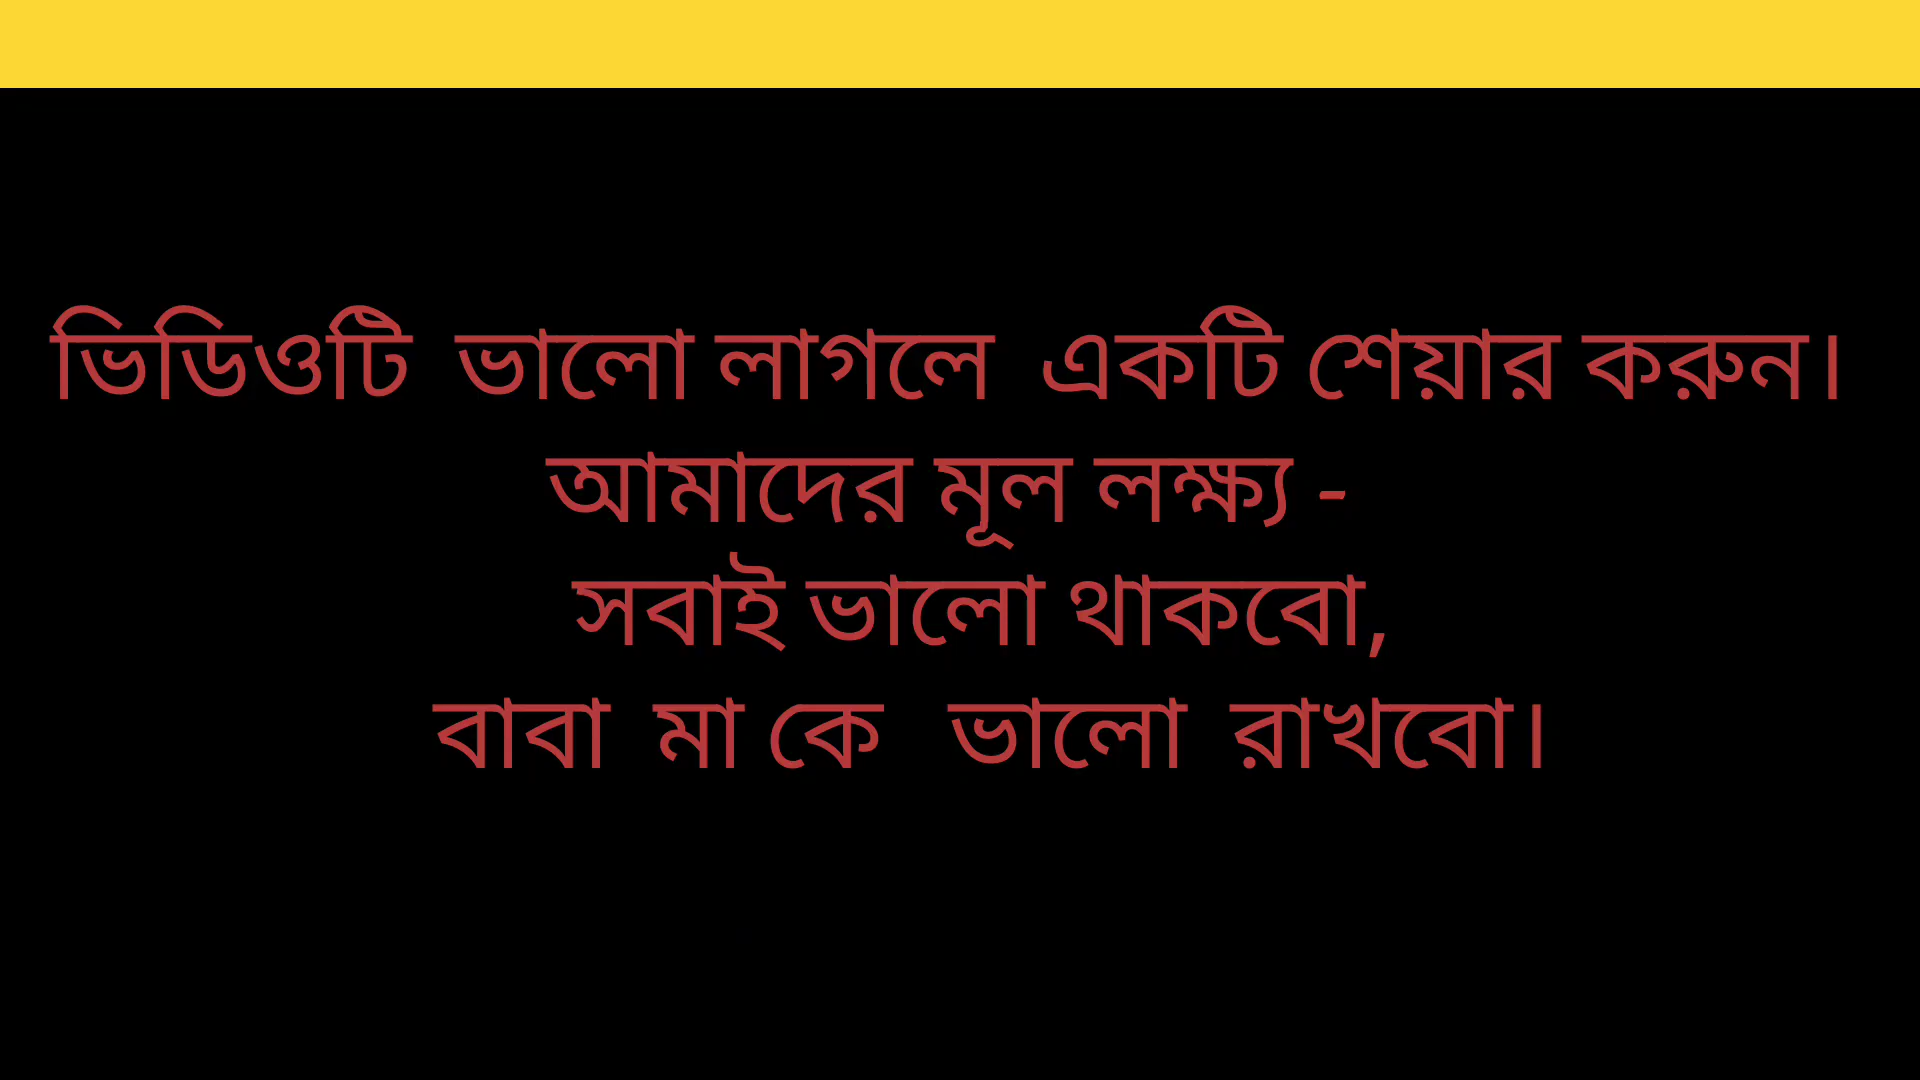 ভিডিওটি ভালো লাগলে একটি শেয়ার করুন।
আমাদের মূল লক্ষ্য -
সবাই ভালো থাকবো,
বাবা মা কে ভালো রাখবো।